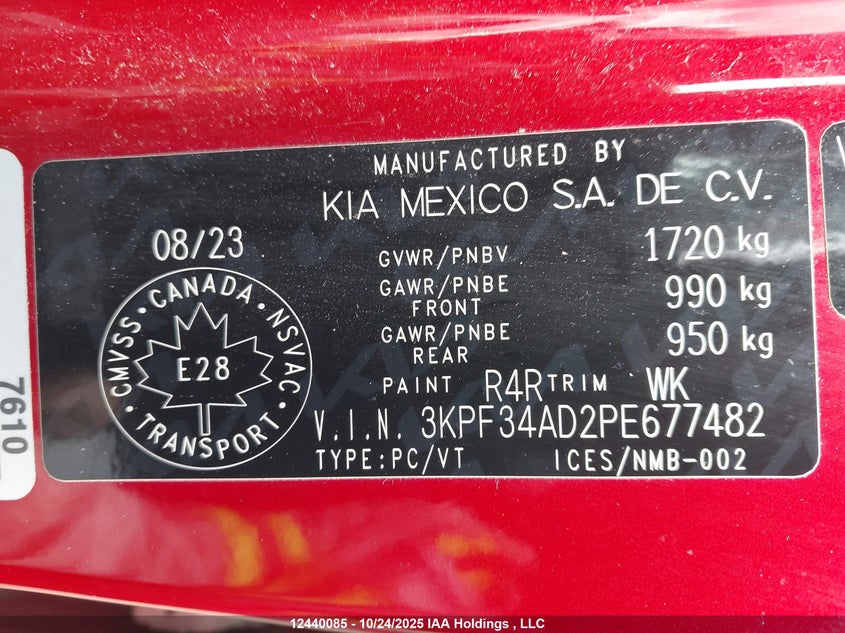 MANUFACTURED BY
KIA MEXICO S.A. DE C.V.
08/23
GVWR/PNBV 1720 kg
GAWR/PNBE FRONT 990 kg
GAWR/PNBE REAR 950 kg
CMVSS · CANADA · NSVAC · TRANSPORT ·
E28
PAINT R4R TRIM WK
V.I.N. 3KPF34AD2PE677482
TYPE:PC/VT ICES/NMB-002
7610
12440085 - 10/24/2025 IAA Holdings , LLC